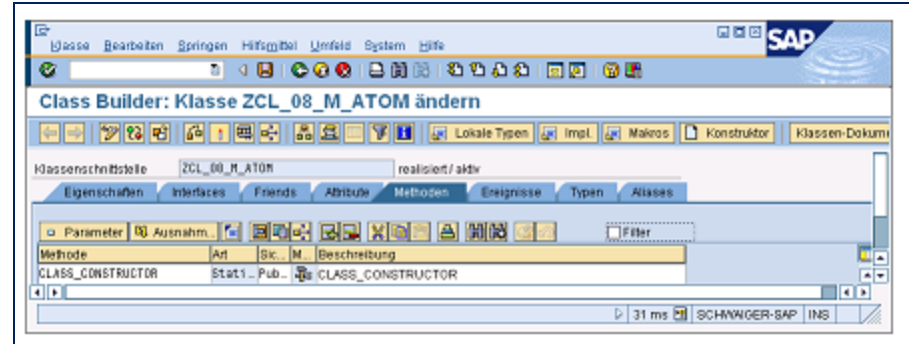 Klasse Bearbeiten Springen Hilfsmittel Umfeld System Hilfe
SAP
Class Builder: Klasse ZCL_08_M_ATOM ändern
Lokale Typen Impl. Makros Konstruktor Klassen-Dokume
Klassenschnittstelle ZCL_08_M_ATOM realisiert/ aktiv
Eigenschaften Interfaces Friends Attribute Methoden Ereignisse Typen Aliases
Parameter Ausnahm... Filter
Methode Art Sic... M... Beschreibung
CLASS_CONSTRUCTOR Stati... Pub... CLASS_CONSTRUCTOR
31 ms SCHWAIGER-SAP INS